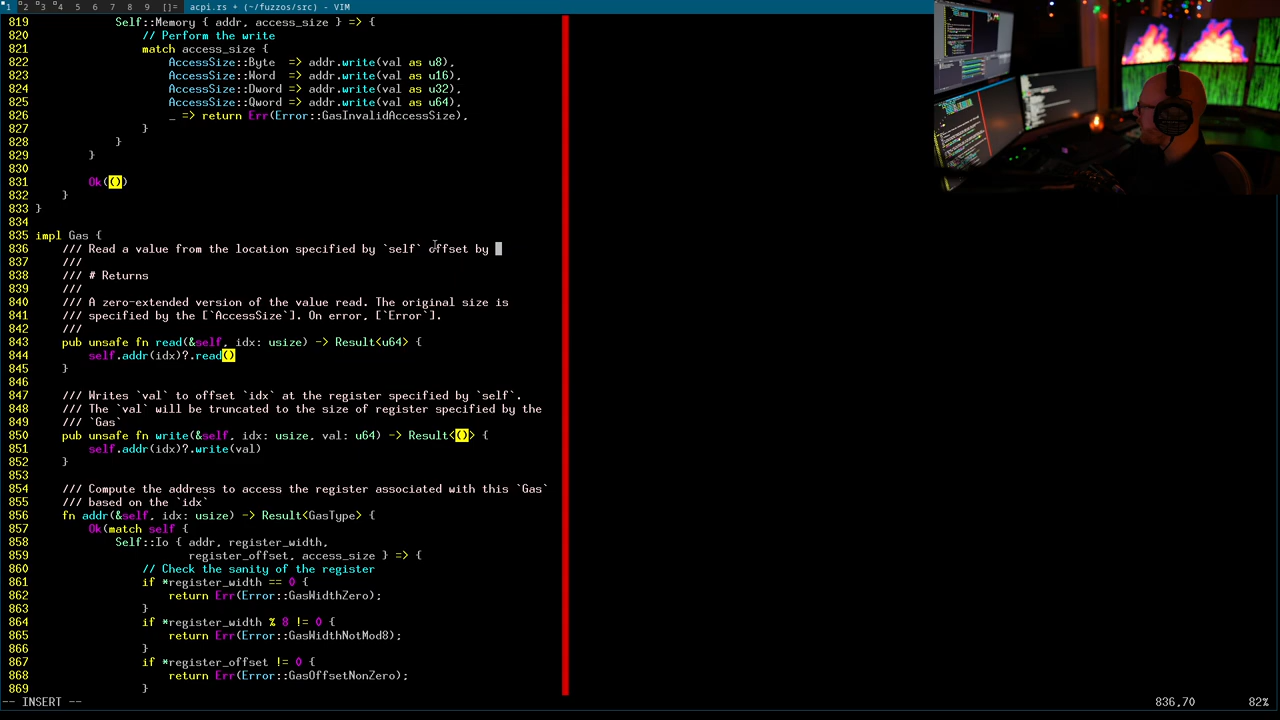 1 2 3 4 5 6 7 8 9 []= acpi.rs + (~/fuzzos/src) - VIM
819             Self::Memory { addr, access_size } => {
820                 // Perform the write
821                 match access_size {
822                     AccessSize::Byte  => addr.write(val as u8),
823                     AccessSize::Word  => addr.write(val as u16),
824                     AccessSize::Dword => addr.write(val as u32),
825                     AccessSize::Qword => addr.write(val as u64),
826                     _ => return Err(Error::GasInvalidAccessSize),
827                 }
828             }
829         }
830
831         Ok(())
832     }
833 }
834
835 impl Gas {
836     /// Read a value from the location specified by `self` offset by
837     ///
838     /// # Returns
839     ///
840     /// A zero-extended version of the value read. The original size is
841     /// specified by the [`AccessSize`]. On error, [`Error`].
842     ///
843     pub unsafe fn read(&self, idx: usize) -> Result<u64> {
844         self.addr(idx)?.read()
845     }
846
847     /// Writes `val` to offset `idx` at the register specified by `self`.
848     /// The `val` will be truncated to the size of register specified by the
849     /// `Gas`
850     pub unsafe fn write(&self, idx: usize, val: u64) -> Result<()> {
851         self.addr(idx)?.write(val)
852     }
853
854     /// Compute the address to access the register associated with this `Gas`
855     /// based on the `idx`
856     fn addr(&self, idx: usize) -> Result<GasType> {
857         Ok(match self {
858             Self::Io { addr, register_width,
859                        register_offset, access_size } => {
860                 // Check the sanity of the register
861                 if *register_width == 0 {
862                     return Err(Error::GasWidthZero);
863                 }
864                 if *register_width % 8 != 0 {
865                     return Err(Error::GasWidthNotMod8);
866                 }
867                 if *register_offset != 0 {
868                     return Err(Error::GasOffsetNonZero);
869                 }
-- INSERT -- 836,70 82%